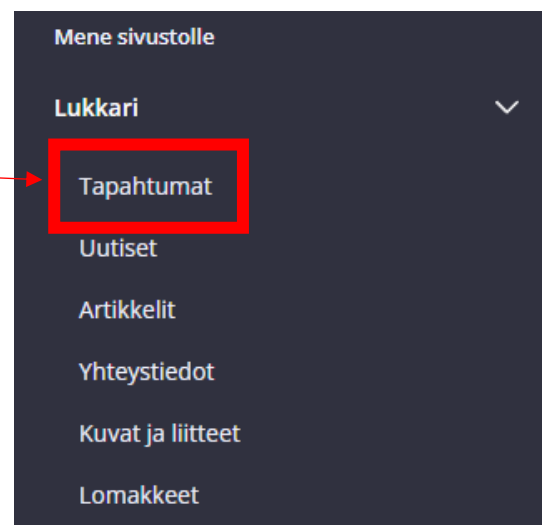 Mene sivustolle
Lukkari
Tapahtumat
Uutiset
Artikkelit
Yhteystiedot
Kuvat ja liitteet
Lomakkeet